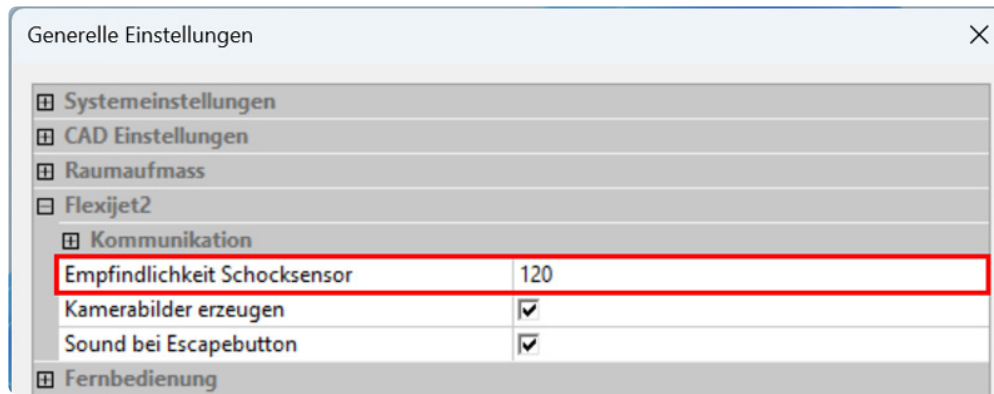 Generelle Einstellungen
Systemeinstellungen
CAD Einstellungen
Raumaufmass
Flexijet2
Kommunikation
Empfindlichkeit Schocksensor 120
Kamerabilder erzeugen
Sound bei Escapebutton
Fernbedienung